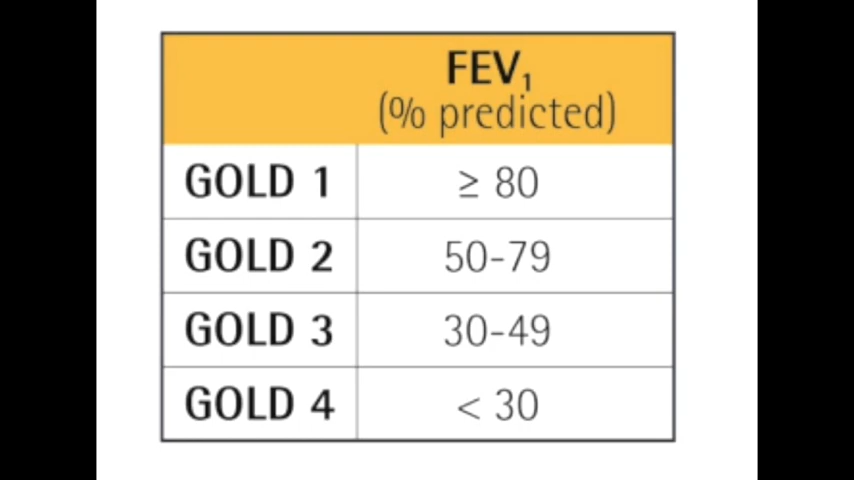 FEV₁
(% predicted)
GOLD 1 ≥ 80
GOLD 2 50-79
GOLD 3 30-49
GOLD 4 < 30